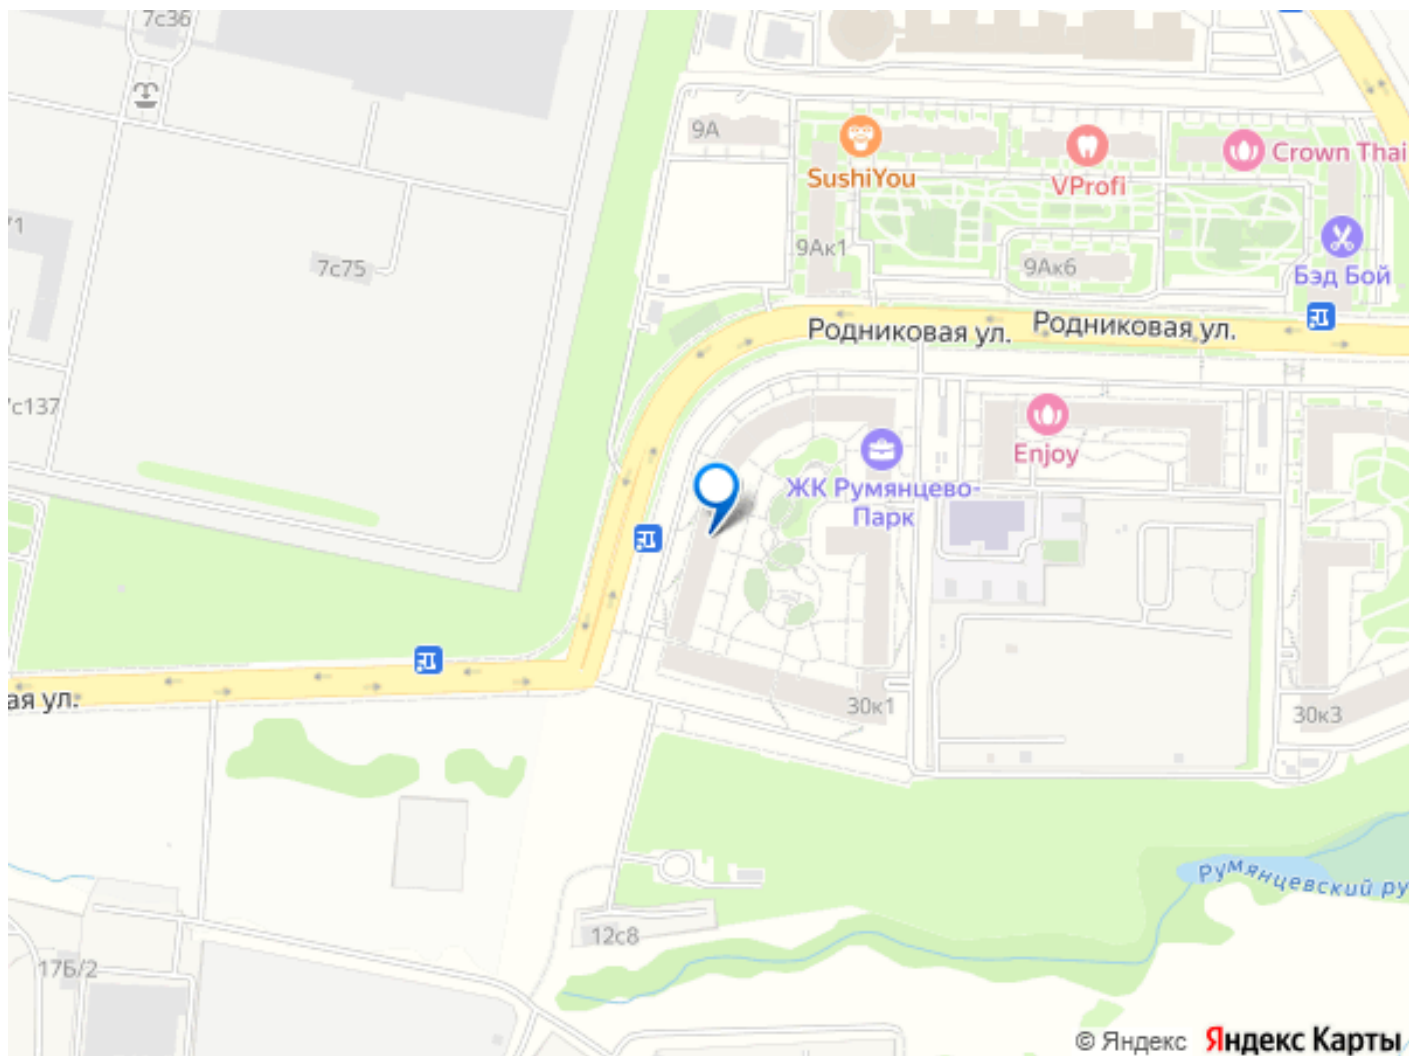 7с36
9А
SushiYou
VProfi
Crown Thai
7с75
9Ак1
9Ак6
Бэд Бой
Родниковая ул.
Родниковая ул.
с137
Enjoy
ЖК Румянцево-
Парк
ая ул.
30к1
30к3
Румянцевский ру
12с8
17Б/2
© Яндекс Яндекс Карты